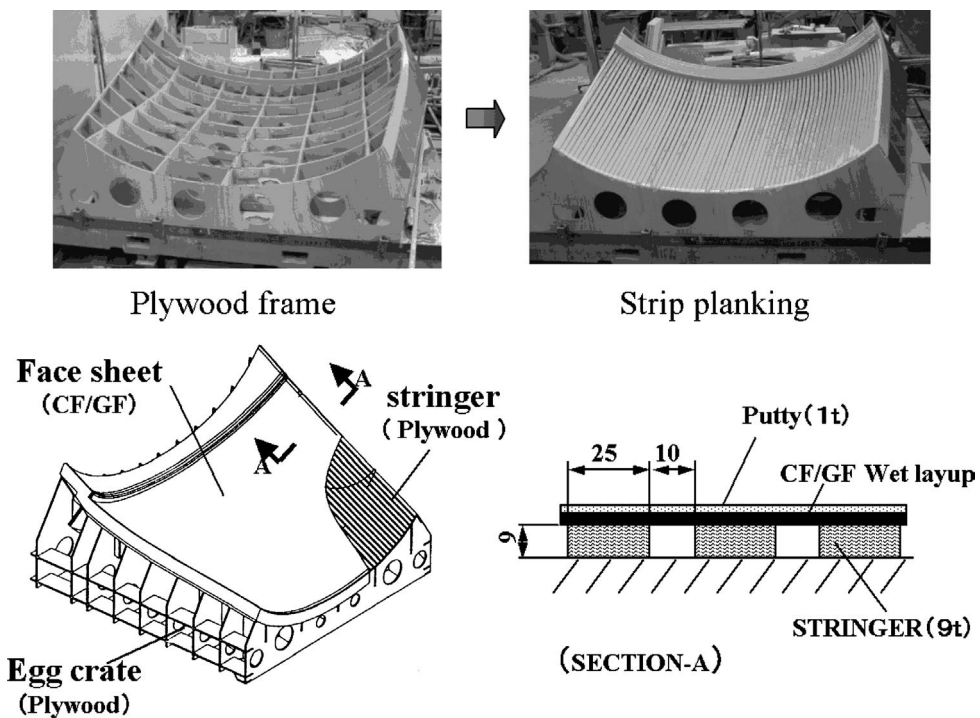 Plywood frame
Strip planking
Face sheet
(CF/GF)
A
A
stringer
(Plywood)
Egg crate
(Plywood)
Putty(1t)
25
10
CF/GF Wet layup
9
STRINGER(9t)
(SECTION-A)